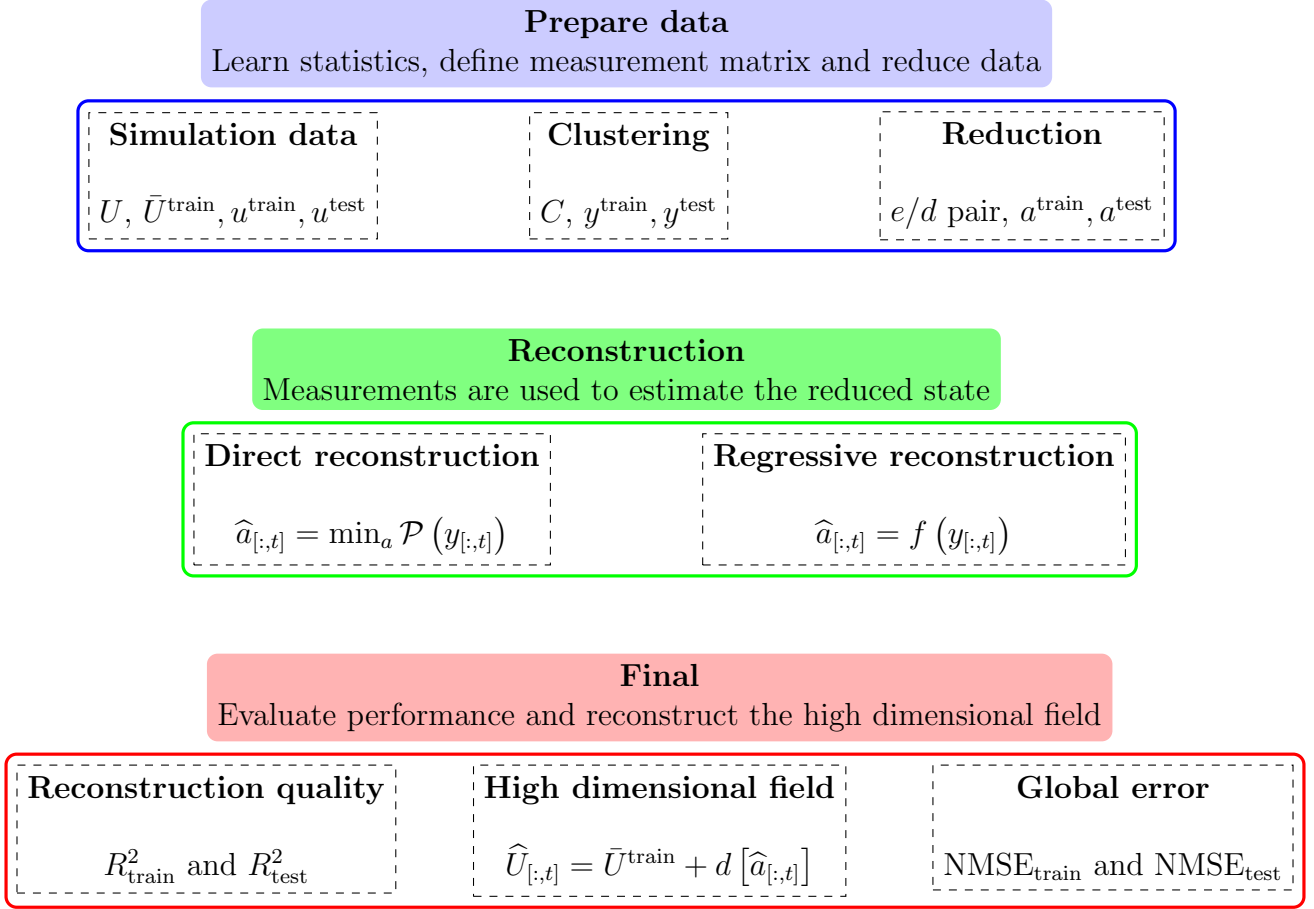 Prepare data
Learn statistics, define measurement matrix and reduce data
Simulation data
U, Ū^train, u^train, u^test
Clustering
C, y^train, y^test
Reduction
e/d pair, a^train, a^test
Reconstruction
Measurements are used to estimate the reduced state
Direct reconstruction
â_[:,t] = min_a 𝒫 (y_[:,t])
Regressive reconstruction
â_[:,t] = f (y_[:,t])
Final
Evaluate performance and reconstruct the high dimensional field
Reconstruction quality
R²_train and R²_test
High dimensional field
Û_[:,t] = Ū^train + d [â_[:,t]]
Global error
NMSE_train and NMSE_test